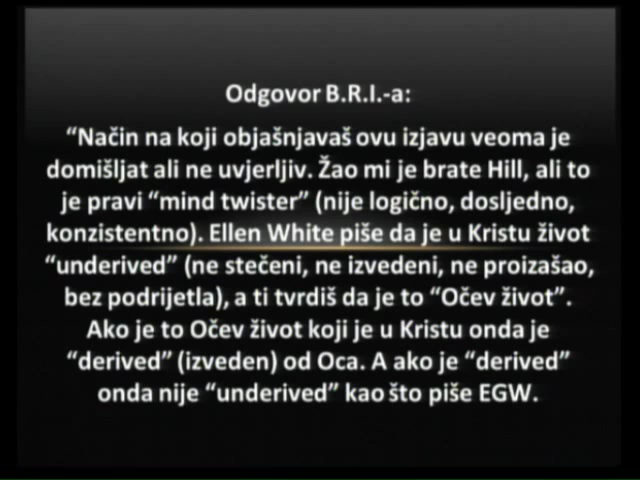 Odgovor B.R.I.-a:
“Način na koji objašnjavaš ovu izjavu veoma je
domišljat ali ne uvjerljiv. Žao mi je brate Hill, ali to
je pravi “mind twister” (nije logično, dosljedno,
konzistentno). Ellen White piše da je u Kristu život
“underived” (ne stečeni, ne izvedeni, ne proizašao,
bez podrijetla), a ti tvrdiš da je to “Očev život”.
Ako je to Očev život koji je u Kristu onda je
“derived” (izveden) od Oca. A ako je “derived”
onda nije “underived” kao što piše EGW.